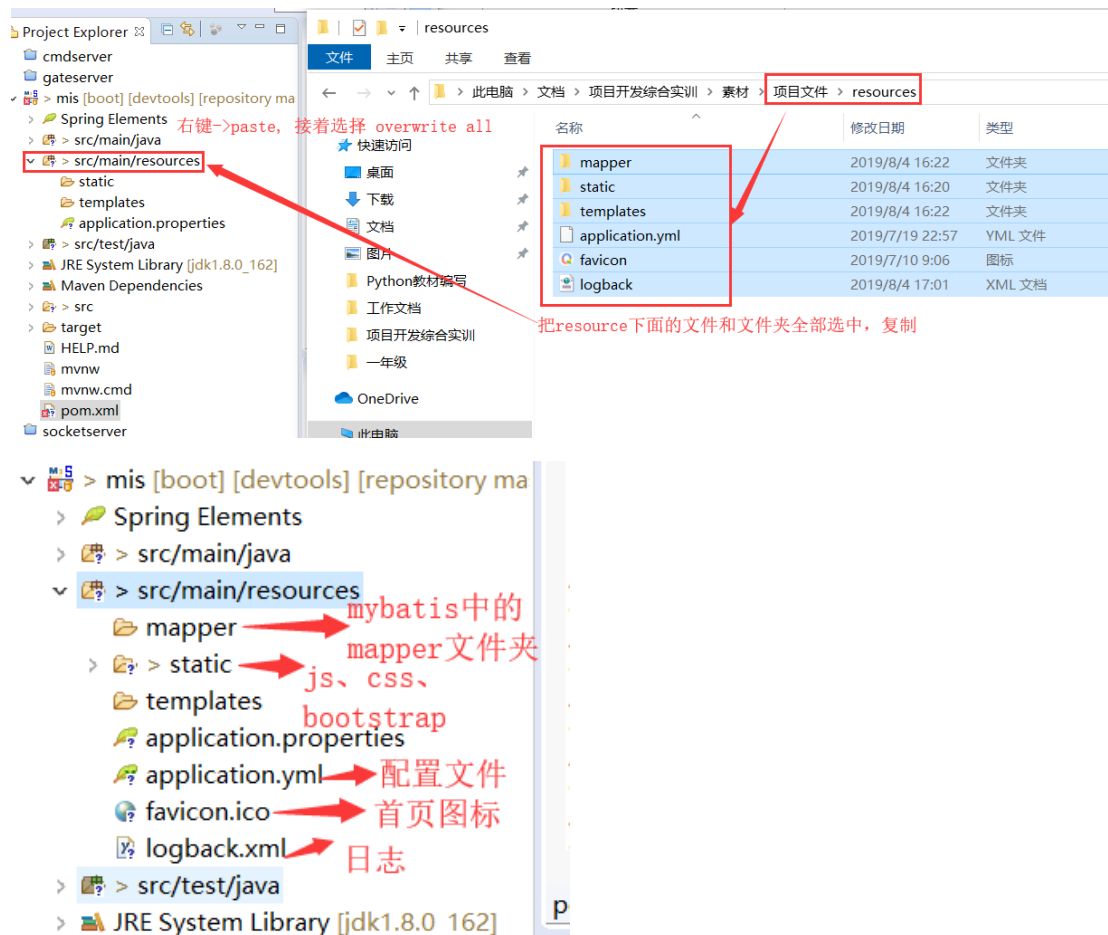 Project Explorer
cmdserver
gateserver
> mis [boot] [devtools] [repository ma
Spring Elements
> src/main/java
> src/main/resources
static
templates
application.properties
> src/test/java
JRE System Library [jdk1.8.0_162]
Maven Dependencies
> src
> target
HELP.md
mvnw
mvnw.cmd
pom.xml
socketserver
右键->paste, 接着选择 overwrite all
resources
文件 主页 共享 查看
此电脑 > 文档 > 项目开发综合实训 > 素材 > 项目文件 > resources
名称 修改日期 类型
快速访问
桌面
下载
文档
图片
Python教材编写
工作文档
项目开发综合实训
一年级
OneDrive
此电脑
mapper 2019/8/4 16:22 文件夹
static 2019/8/4 16:20 文件夹
templates 2019/8/4 16:22 文件夹
application.yml 2019/7/19 22:57 YML 文件
favicon 2019/7/10 9:06 图标
logback 2019/8/4 17:01 XML 文档
把resource下面的文件和文件夹全部选中，复制
> mis [boot] [devtools] [repository ma
Spring Elements
> src/main/java
> src/main/resources
mapper
mybatis中的
mapper文件夹
> static
js、css、
bootstrap
templates
application.properties
application.yml 配置文件
favicon.ico 首页图标
logback.xml 日志
> src/test/java
JRE System Library [jdk1.8.0_162]